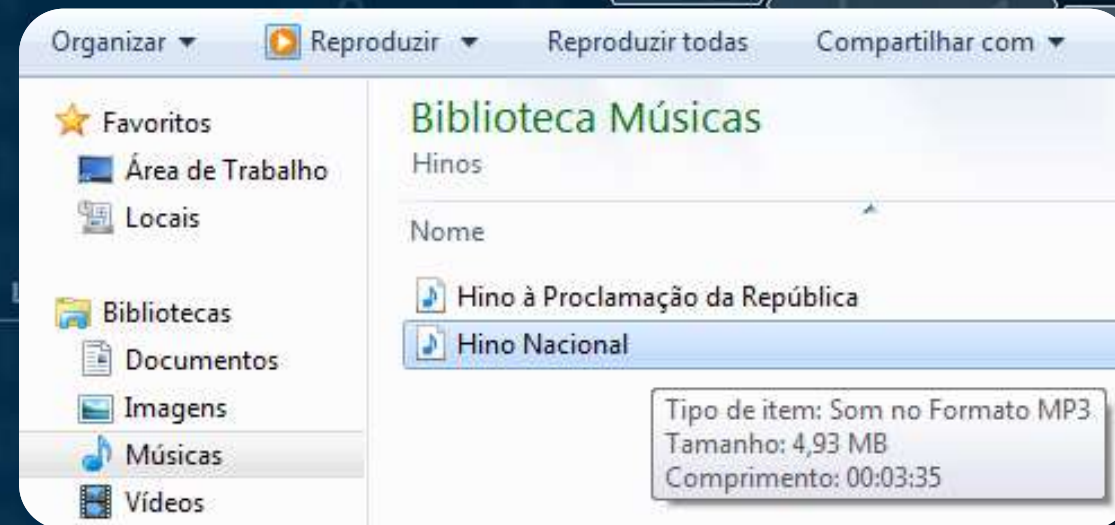 Organizar Reproduzir Reproduzir todas Compartilhar com
Favoritos
Área de Trabalho
Locais
Bibliotecas
Documentos
Imagens
Músicas
Vídeos
Biblioteca Músicas
Hinos
Nome
Hino à Proclamação da República
Hino Nacional
Tipo de item: Som no Formato MP3
Tamanho: 4,93 MB
Comprimento: 00:03:35